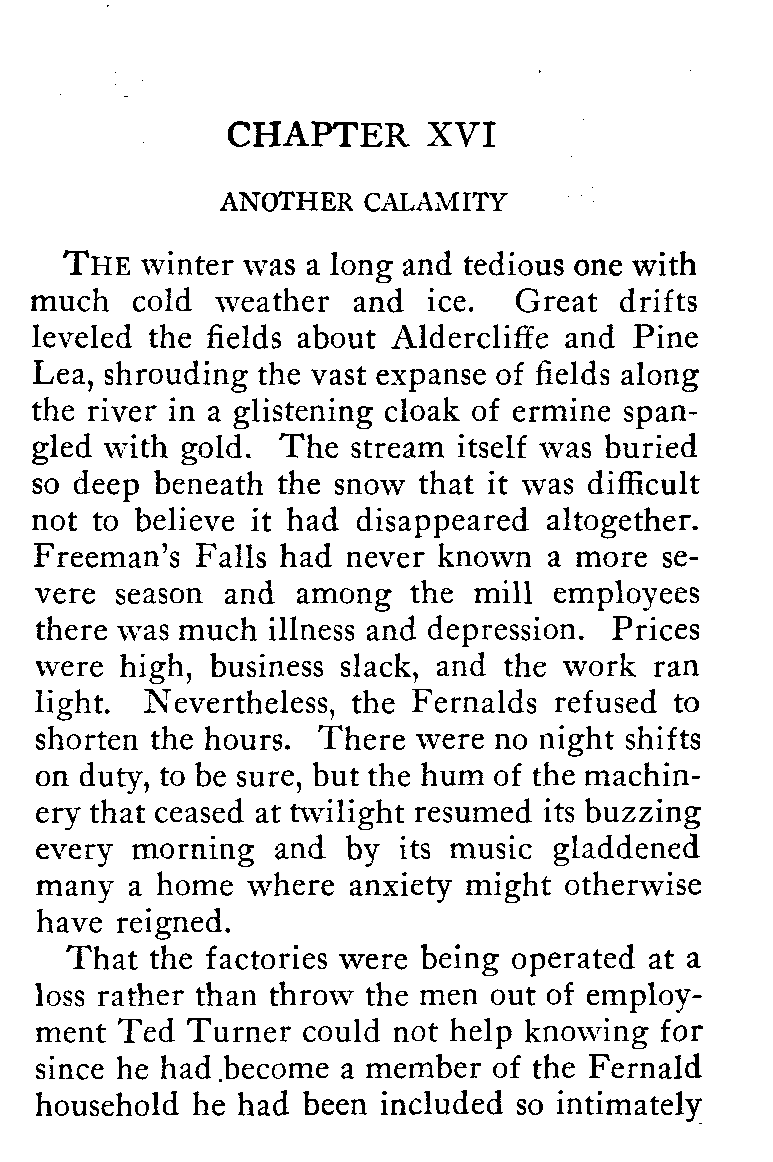 CHAPTER XVI
ANOTHER CALAMITY
THE winter was a long and tedious one with
much cold weather and ice. Great drifts
leveled the fields about Aldercliffe and Pine
Lea, shrouding the vast expanse of fields along
the river in a glistening cloak of ermine span-
gled with gold. The stream itself was buried
so deep beneath the snow that it was difficult
not to believe it had disappeared altogether.
Freeman's Falls had never known a more se-
vere season and among the mill employees
there was much illness and depression. Prices
were high, business slack, and the work ran
light. Nevertheless, the Fernalds refused to
shorten the hours. There were no night shifts
on duty, to be sure, but the hum of the machin-
ery that ceased at twilight resumed its buzzing
every morning and by its music gladdened
many a home where anxiety might otherwise
have reigned.
That the factories were being operated at a
loss rather than throw the men out of employ-
ment Ted Turner could not help knowing for
since he had become a member of the Fernald
household he had been included so intimately